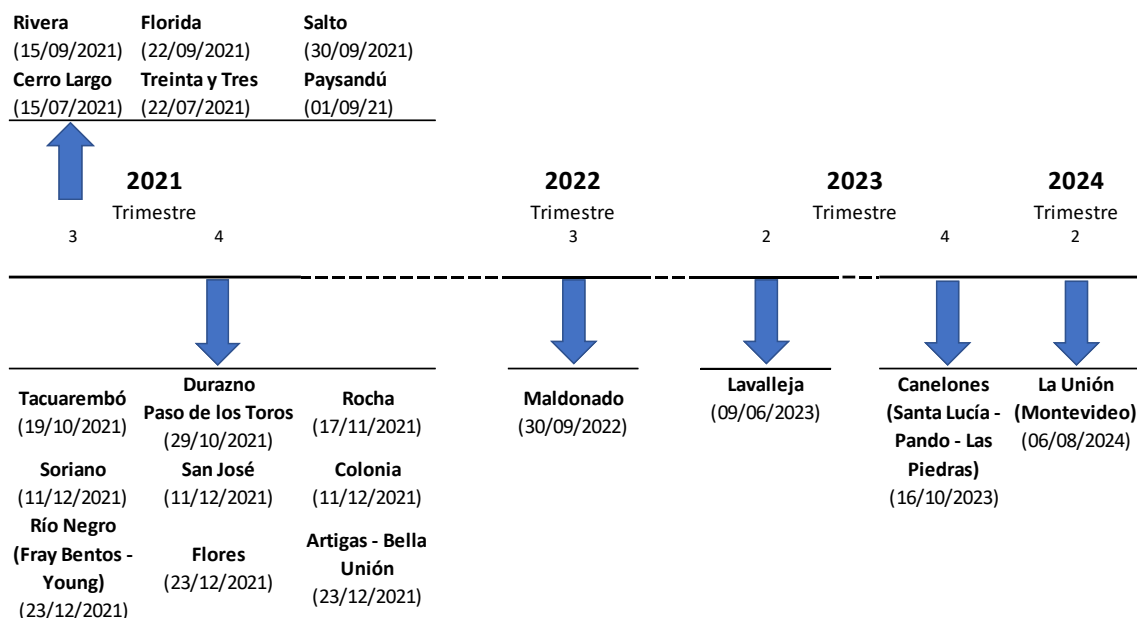 Rivera Florida Salto
(15/09/2021) (22/09/2021) (30/09/2021)
Cerro Largo Treinta y Tres Paysandú
(15/07/2021) (22/07/2021) (01/09/21)
2021 2022 2023 2024
Trimestre Trimestre Trimestre Trimestre
3 4 3 2 4 2
Tacuarembó
(19/10/2021)
Durazno
Paso de los Toros
(29/10/2021)
Rocha
(17/11/2021)
Soriano
(11/12/2021)
San José
(11/12/2021)
Colonia
(11/12/2021)
Río Negro
(Fray Bentos -
Young)
(23/12/2021)
Flores
(23/12/2021)
Artigas - Bella
Unión
(23/12/2021)
Maldonado
(30/09/2022)
Lavalleja
(09/06/2023)
Canelones
(Santa Lucía -
Pando - Las
Piedras)
(16/10/2023)
La Unión
(Montevideo)
(06/08/2024)